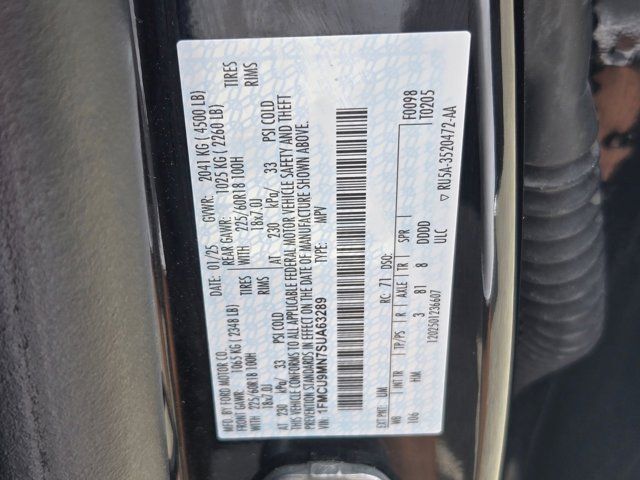 MFD. BY FORD MOTOR CO.
DATE: 01/25 GVWR: 2041 KG ( 4500 LB)
FRONT GAWR: 1065 KG ( 2348 LB) REAR GAWR: 1025 KG ( 2260 LB)
WITH 225/60R18 100H TIRES WITH 225/60R18 100H TIRES
18x7.0J RIMS 18x7.0J RIMS
AT 230 kPa/ 33 PSI COLD AT 230 kPa/ 33 PSI COLD
THIS VEHICLE CONFORMS TO ALL APPLICABLE FEDERAL MOTOR VEHICLE SAFETY AND THEFT
PREVENTION STANDARDS IN EFFECT ON THE DATE OF MANUFACTURE SHOWN ABOVE.
VIN: 1FMCU9MN7SUA63289 TYPE: MPV
F0098
T0205
EXT PNT: UM RC: 71 DSO:
WB INT TR TP/PS R AXLE TR SPR
106 HM 3 81 8 DDDD
ULC
1202501236607 ▽ RU5A-3520472-AA